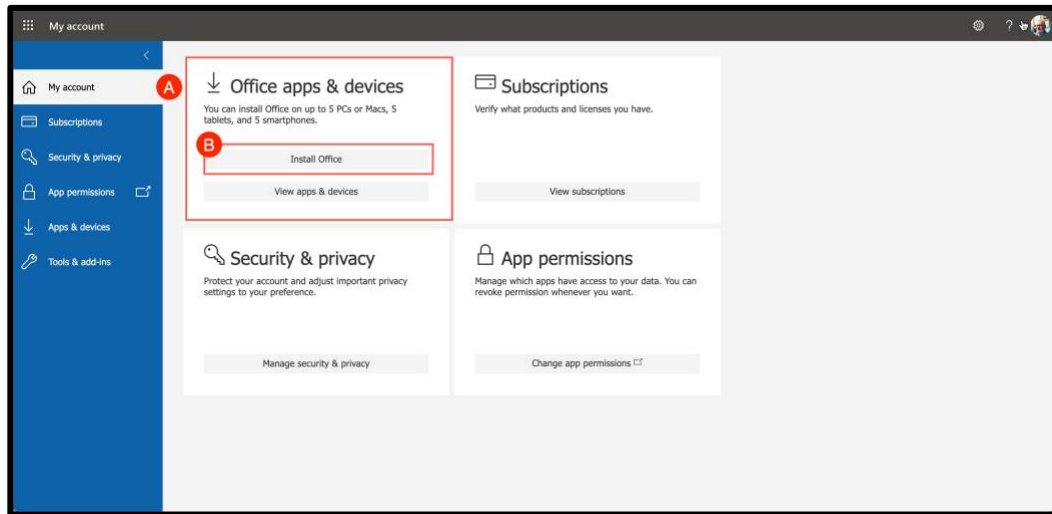 My account
?
My account
Subscriptions
Security & privacy
App permissions
Apps & devices
Tools & add-ins
A
Office apps & devices
You can install Office on up to 5 PCs or Macs, 5
tablets, and 5 smartphones.
B
Install Office
View apps & devices
Subscriptions
Verify what products and licenses you have.
View subscriptions
Security & privacy
Protect your account and adjust important privacy
settings to your preference.
Manage security & privacy
App permissions
Manage which apps have access to your data. You can
revoke permission whenever you want.
Change app permissions